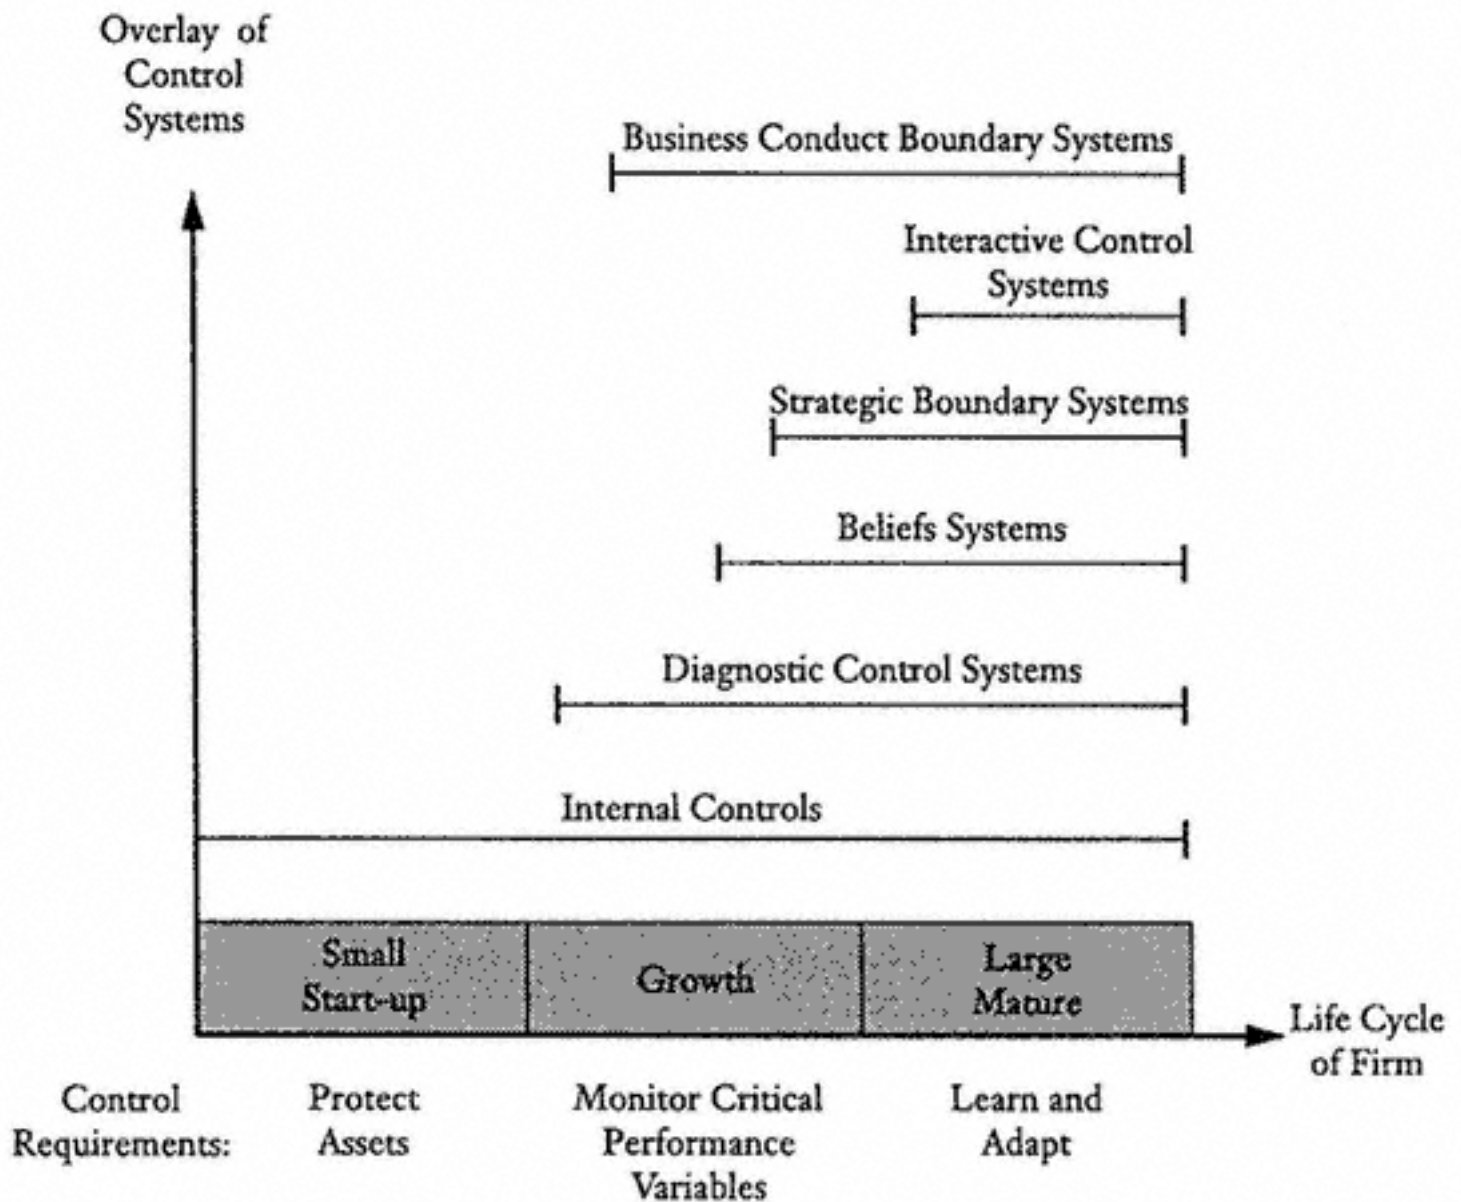 Overlay of
Control
Systems
Business Conduct Boundary Systems
Interactive Control
Systems
Strategic Boundary Systems
Beliefs Systems
Diagnostic Control Systems
Internal Controls
Small
Start-up
Growth
Large
Mature
Life Cycle
of Firm
Control
Requirements:
Protect
Assets
Monitor Critical
Performance
Variables
Learn and
Adapt